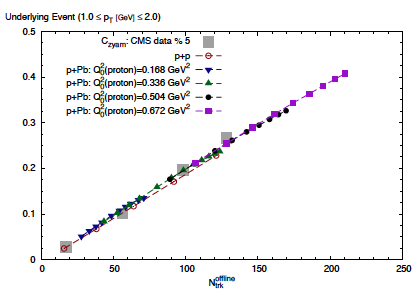 Underlying Event (1.0 ≤ p_T [GeV] ≤ 2.0)
C_zyam: CMS data % 5
p+p
p+Pb: Q_0^2(proton)=0.168 GeV^2
p+Pb: Q_0^2(proton)=0.336 GeV^2
p+Pb: Q_0^2(proton)=0.504 GeV^2
p+Pb: Q_0^2(proton)=0.672 GeV^2
0.5
0.4
0.3
0.2
0.1
0
0 50 100 150 200 250
N_trk^offline